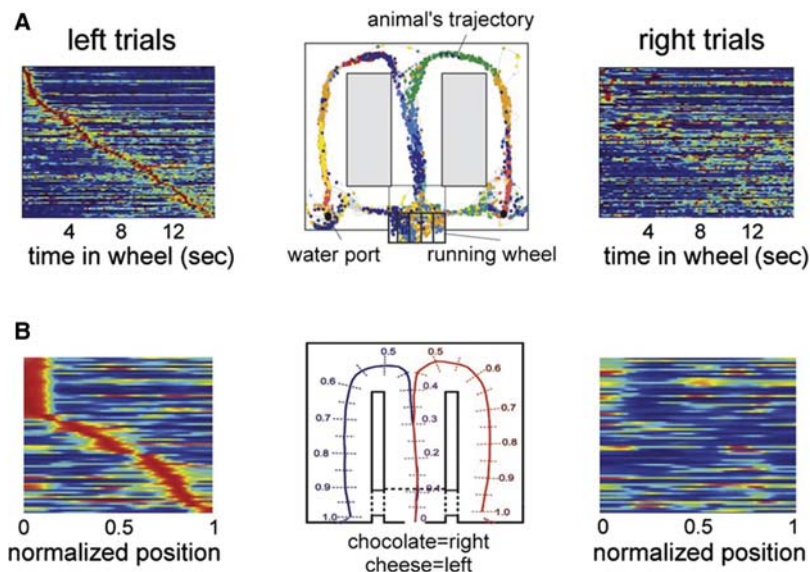 A
left trials
animal's trajectory
right trials
4 8 12
time in wheel (sec)
water port
running wheel
4 8 12
time in wheel (sec)
B
0.5 0.5
0.6 0.4 0.6
0.7 0.3 0.7
0.8 0.2 0.8
0.9 0.1 0.9
1.0 0 1.0
0 0.5 1
normalized position
chocolate=right
cheese=left
0 0.5 1
normalized position